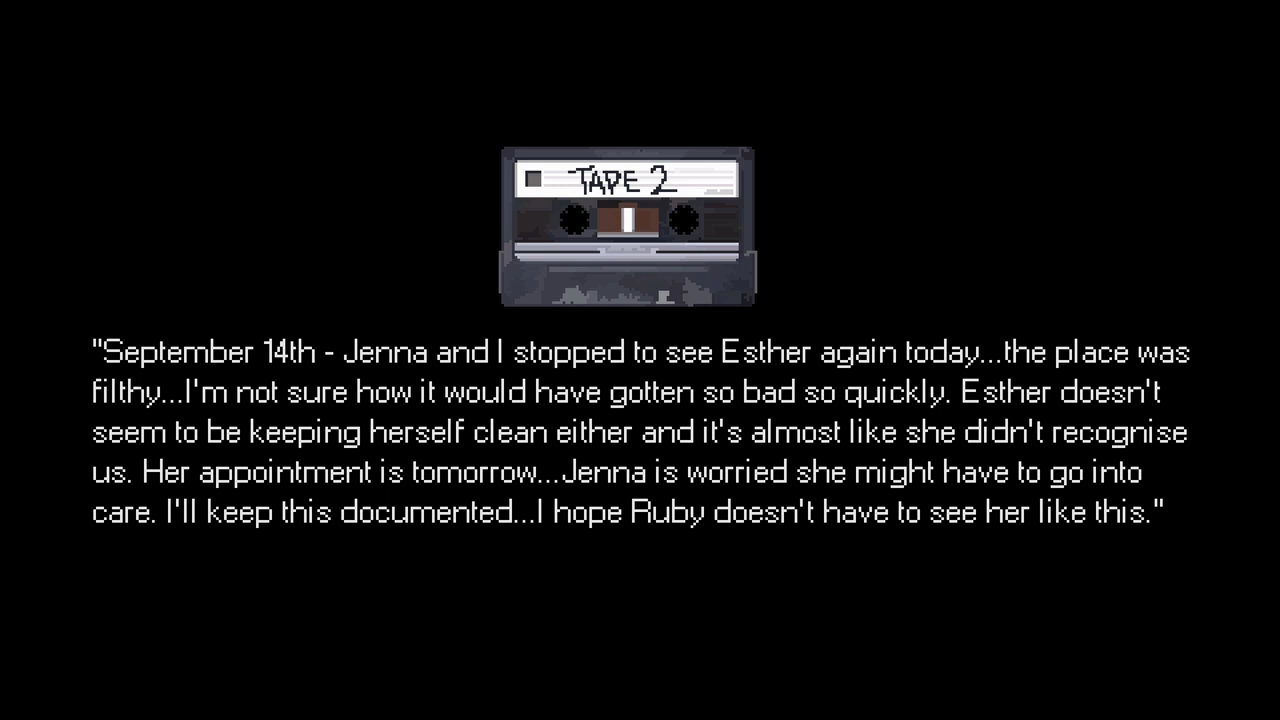 TAPE 2
"September 14th - Jenna and I stopped to see Esther again today...the place was
filthy...I'm not sure how it would have gotten so bad so quickly. Esther doesn't
seem to be keeping herself clean either and it's almost like she didn't recognise
us. Her appointment is tomorrow...Jenna is worried she might have to go into
care. I'll keep this documented...I hope Ruby doesn't have to see her like this."